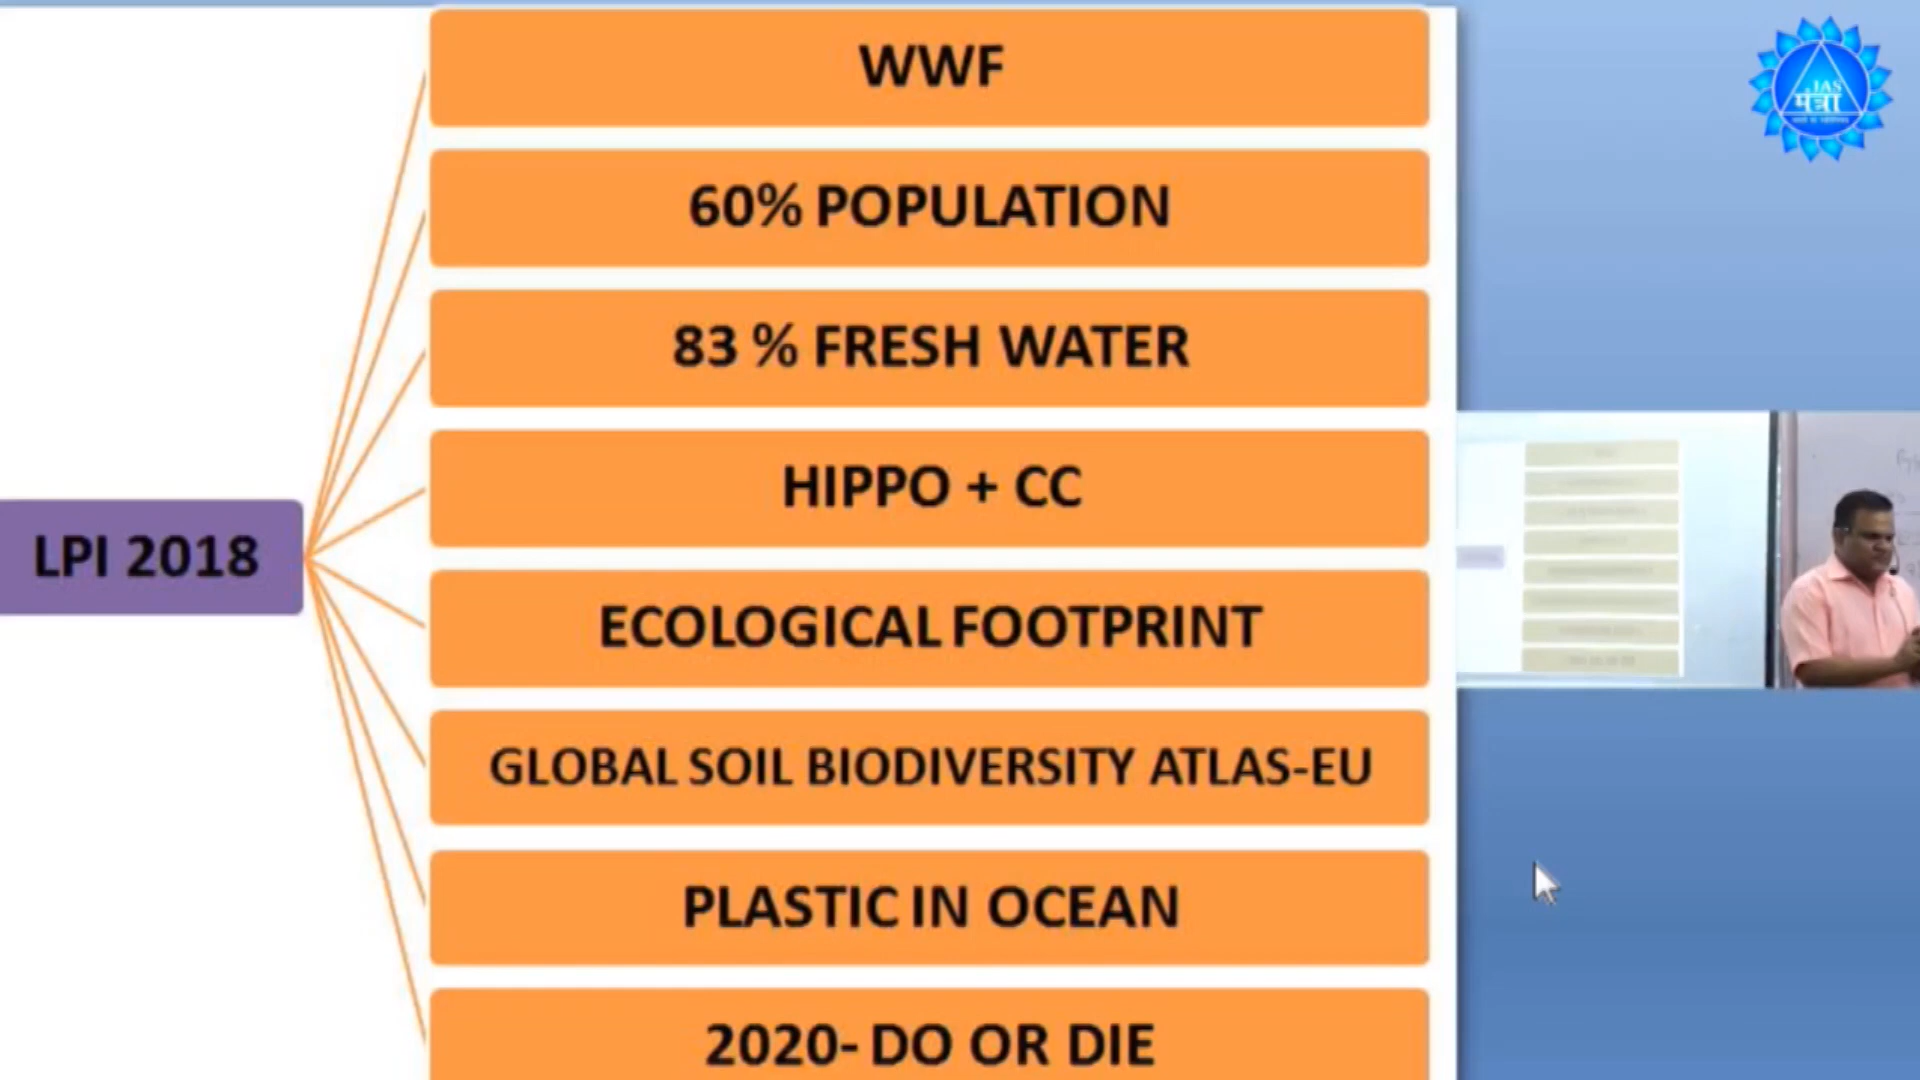 WWF
60% POPULATION
83 % FRESH WATER
HIPPO + CC
LPI 2018
ECOLOGICAL FOOTPRINT
GLOBAL SOIL BIODIVERSITY ATLAS-EU
PLASTIC IN OCEAN
2020- DO OR DIE
IAS
मंत्रा